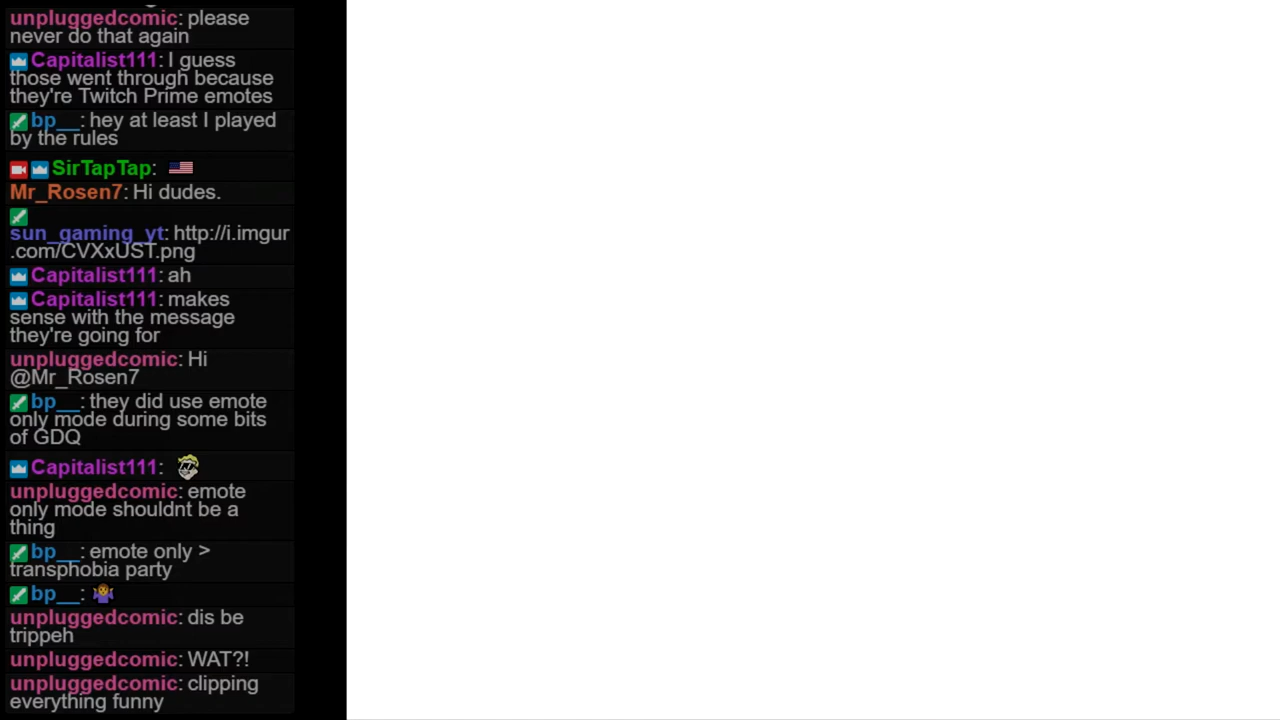 unpluggedcomic: please
never do that again
Capitalist111: I guess
those went through because
they're Twitch Prime emotes
bp__: hey at least I played
by the rules
SirTapTap:
Mr_Rosen7: Hi dudes.
sun_gaming_yt: http://i.imgur
.com/CVXxUST.png
Capitalist111: ah
Capitalist111: makes
sense with the message
they're going for
unpluggedcomic: Hi
@Mr_Rosen7
bp__: they did use emote
only mode during some bits
of GDQ
Capitalist111:
unpluggedcomic: emote
only mode shouldnt be a
thing
bp__: emote only >
transphobia party
bp__:
unpluggedcomic: dis be
trippeh
unpluggedcomic: WAT?!
unpluggedcomic: clipping
everything funny